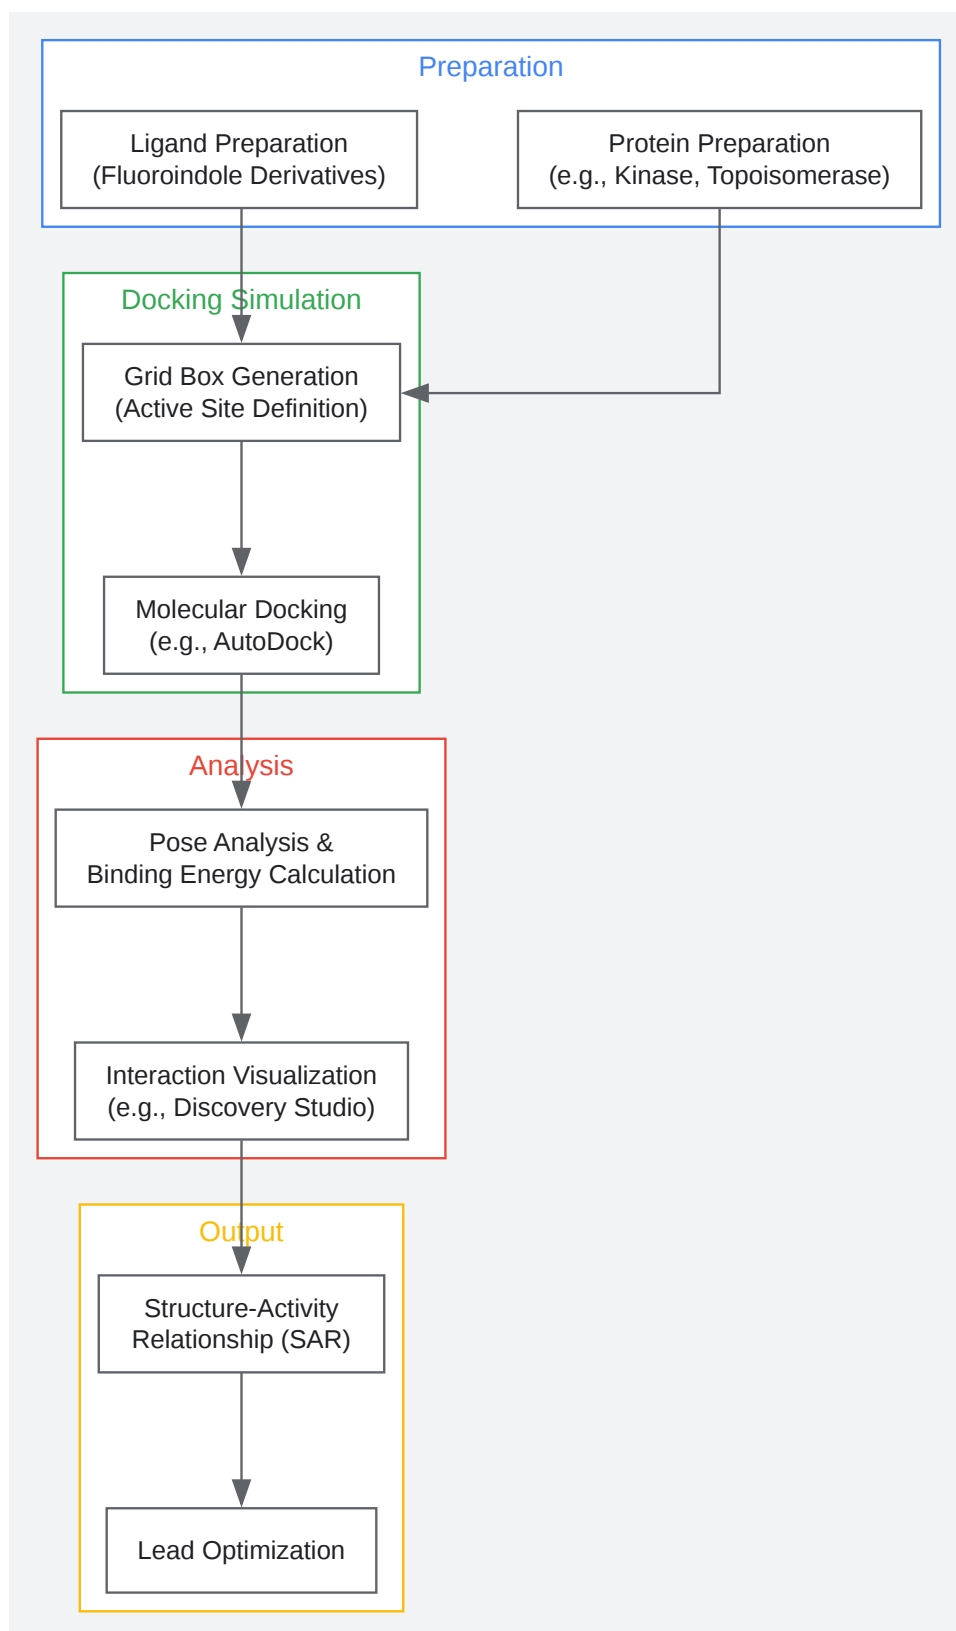 Preparation
Ligand Preparation
(Fluoroindole Derivatives)
Protein Preparation
(e.g., Kinase, Topoisomerase)
Docking Simulation
Grid Box Generation
(Active Site Definition)
Molecular Docking
(e.g., AutoDock)
Analysis
Pose Analysis &
Binding Energy Calculation
Interaction Visualization
(e.g., Discovery Studio)
Output
Structure-Activity
Relationship (SAR)
Lead Optimization